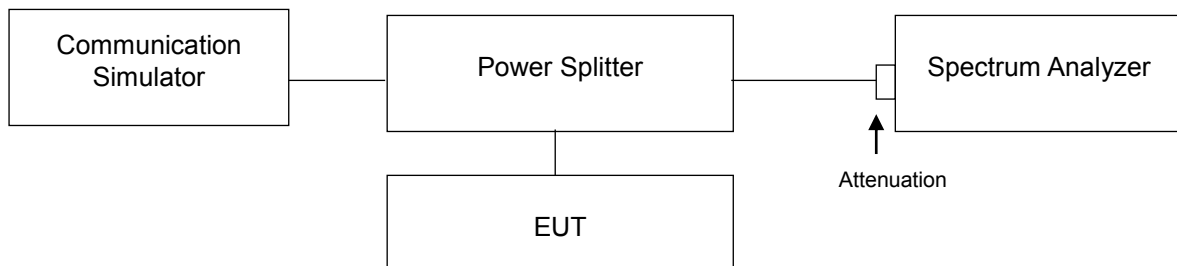 Communication
Simulator
Power Splitter
Spectrum Analyzer
Attenuation
EUT